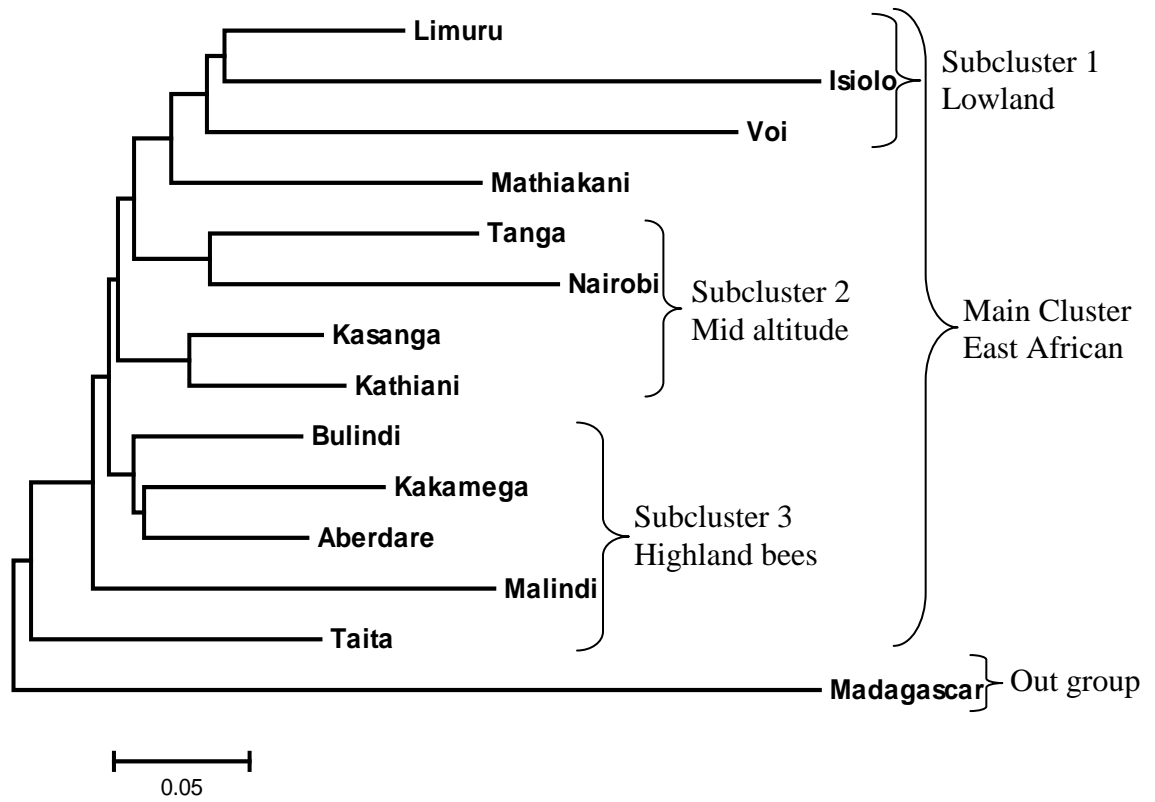 Limuru
Isiolo
Voi
Mathiakani
Tanga
Nairobi
Kasanga
Kathiani
Bulindi
Kakamega
Aberdare
Malindi
Taita
Madagascar
Subcluster 1
Lowland
Subcluster 2
Mid altitude
Subcluster 3
Highland bees
Main Cluster
East African
Out group
0.05